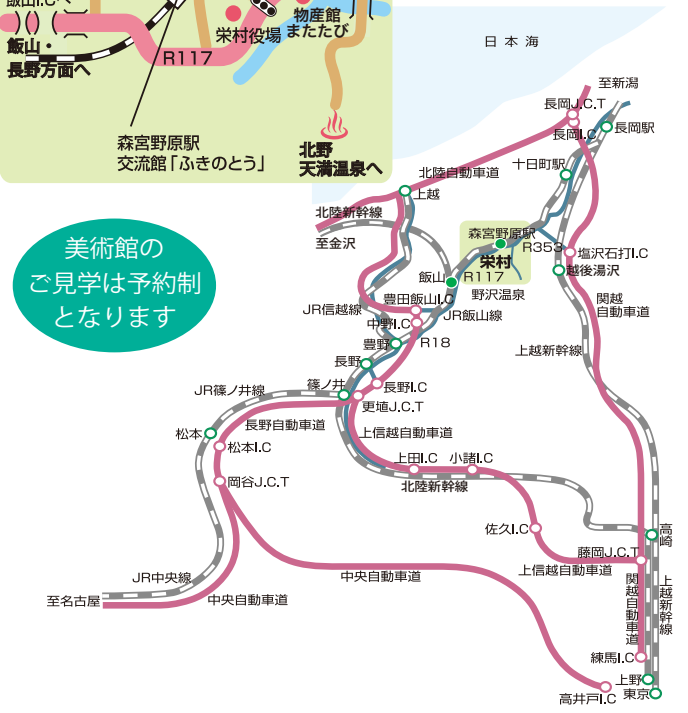 飯山I.Cへ
飯山・
長野方面へ
R117
栄村役場
物産館
またたび
森宮野原駅
交流館「ふきのとう」
北野
天満温泉へ
美術館の
ご見学は予約制
となります
日本海
至新潟
長岡J.C.T
長岡I.C
長岡駅
十日町駅
北陸自動車道
上越
北陸新幹線
至金沢
森宮野原駅
栄村
R353
塩沢石打I.C
越後湯沢
飯山
R117
野沢温泉
関越
自動車道
豊田飯山I.C
JR信越線
中野I.C
JR飯山線
豊野
R18
上越新幹線
長野
長野I.C
JR篠ノ井線
篠ノ井
更埴J.C.T
長野自動車道
松本
松本I.C
上信越自動車道
上田I.C
小諸I.C
岡谷J.C.T
北陸新幹線
佐久I.C
高崎
藤岡J.C.T
上信越自動車道
JR中央線
中央自動車道
至名古屋
中央自動車道
関越自動車道
上越新幹線
練馬I.C
上野
東京
高井戸I.C